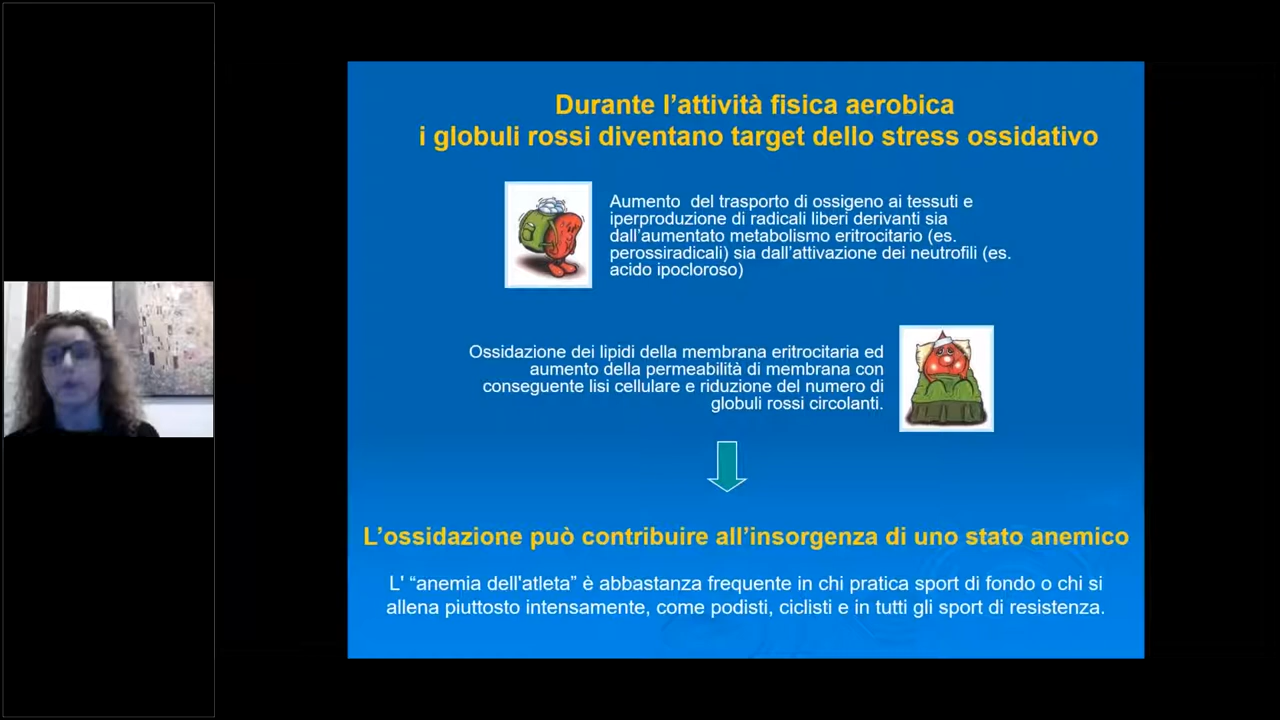 Durante l’attività fisica aerobica
i globuli rossi diventano target dello stress ossidativo
Aumento  del trasporto di ossigeno ai tessuti e
iperproduzione di radicali liberi derivanti sia
dall’aumentato metabolismo eritrocitario (es.
perossiradicali) sia dall’attivazione dei neutrofili (es.
acido ipocloroso)
Ossidazione dei lipidi della membrana eritrocitaria ed
aumento della permeabilità di membrana con
conseguente lisi cellulare e riduzione del numero di
globuli rossi circolanti.
L’ossidazione può contribuire all’insorgenza di uno stato anemico
L' “anemia dell'atleta” è abbastanza frequente in chi pratica sport di fondo o chi si
allena piuttosto intensamente, come podisti, ciclisti e in tutti gli sport di resistenza.